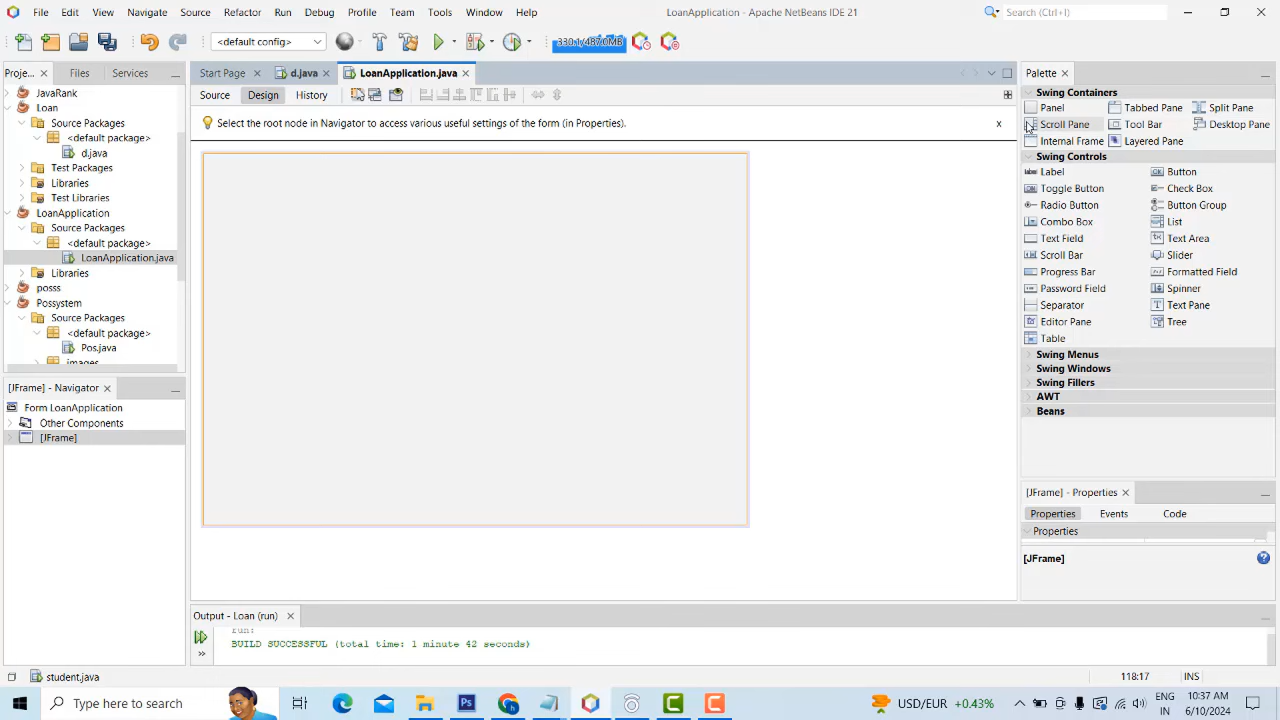 File Edit View Navigate Source Refactor Run Debug Profile Team Tools Window Help
LoanApplication - Apache NetBeans IDE 21
Search (Ctrl+I)
<default config>
330.1/487.0MB
Proje...
Files
Services
Start Page
d.java
LoanApplication.java
Palette
Source Design History
Select the root node in Navigator to access various useful settings of the form (in Properties).
x
JavaRank
Loan
Source Packages
<default package>
d.java
Test Packages
Libraries
Test Libraries
LoanApplication
Source Packages
<default package>
LoanApplication.java
Libraries
posss
Possystem
Source Packages
<default package>
Pos.java
images
[JFrame] - Navigator
Form LoanApplication
Other Components
[JFrame]
Swing Containers
Panel Tabbed Pane Split Pane
Scroll Pane Tool Bar Desktop Pane
Internal Frame Layered Pane
Swing Controls
Label Button
Toggle Button Check Box
Radio Button Button Group
Combo Box List
Text Field Text Area
Scroll Bar Slider
Progress Bar Formatted Field
Password Field Spinner
Separator Text Pane
Editor Pane Tree
Table
Swing Menus
Swing Windows
Swing Fillers
AWT
Beans
[JFrame] - Properties
Properties Events Code
Properties
[JFrame]
Output - Loan (run)
run:
BUILD SUCCESSFUL (total time: 1 minute 42 seconds)
student.java
118:17 INS
Type here to search
USD/EUR +0.43%
IN
10:37 AM
6/10/2024